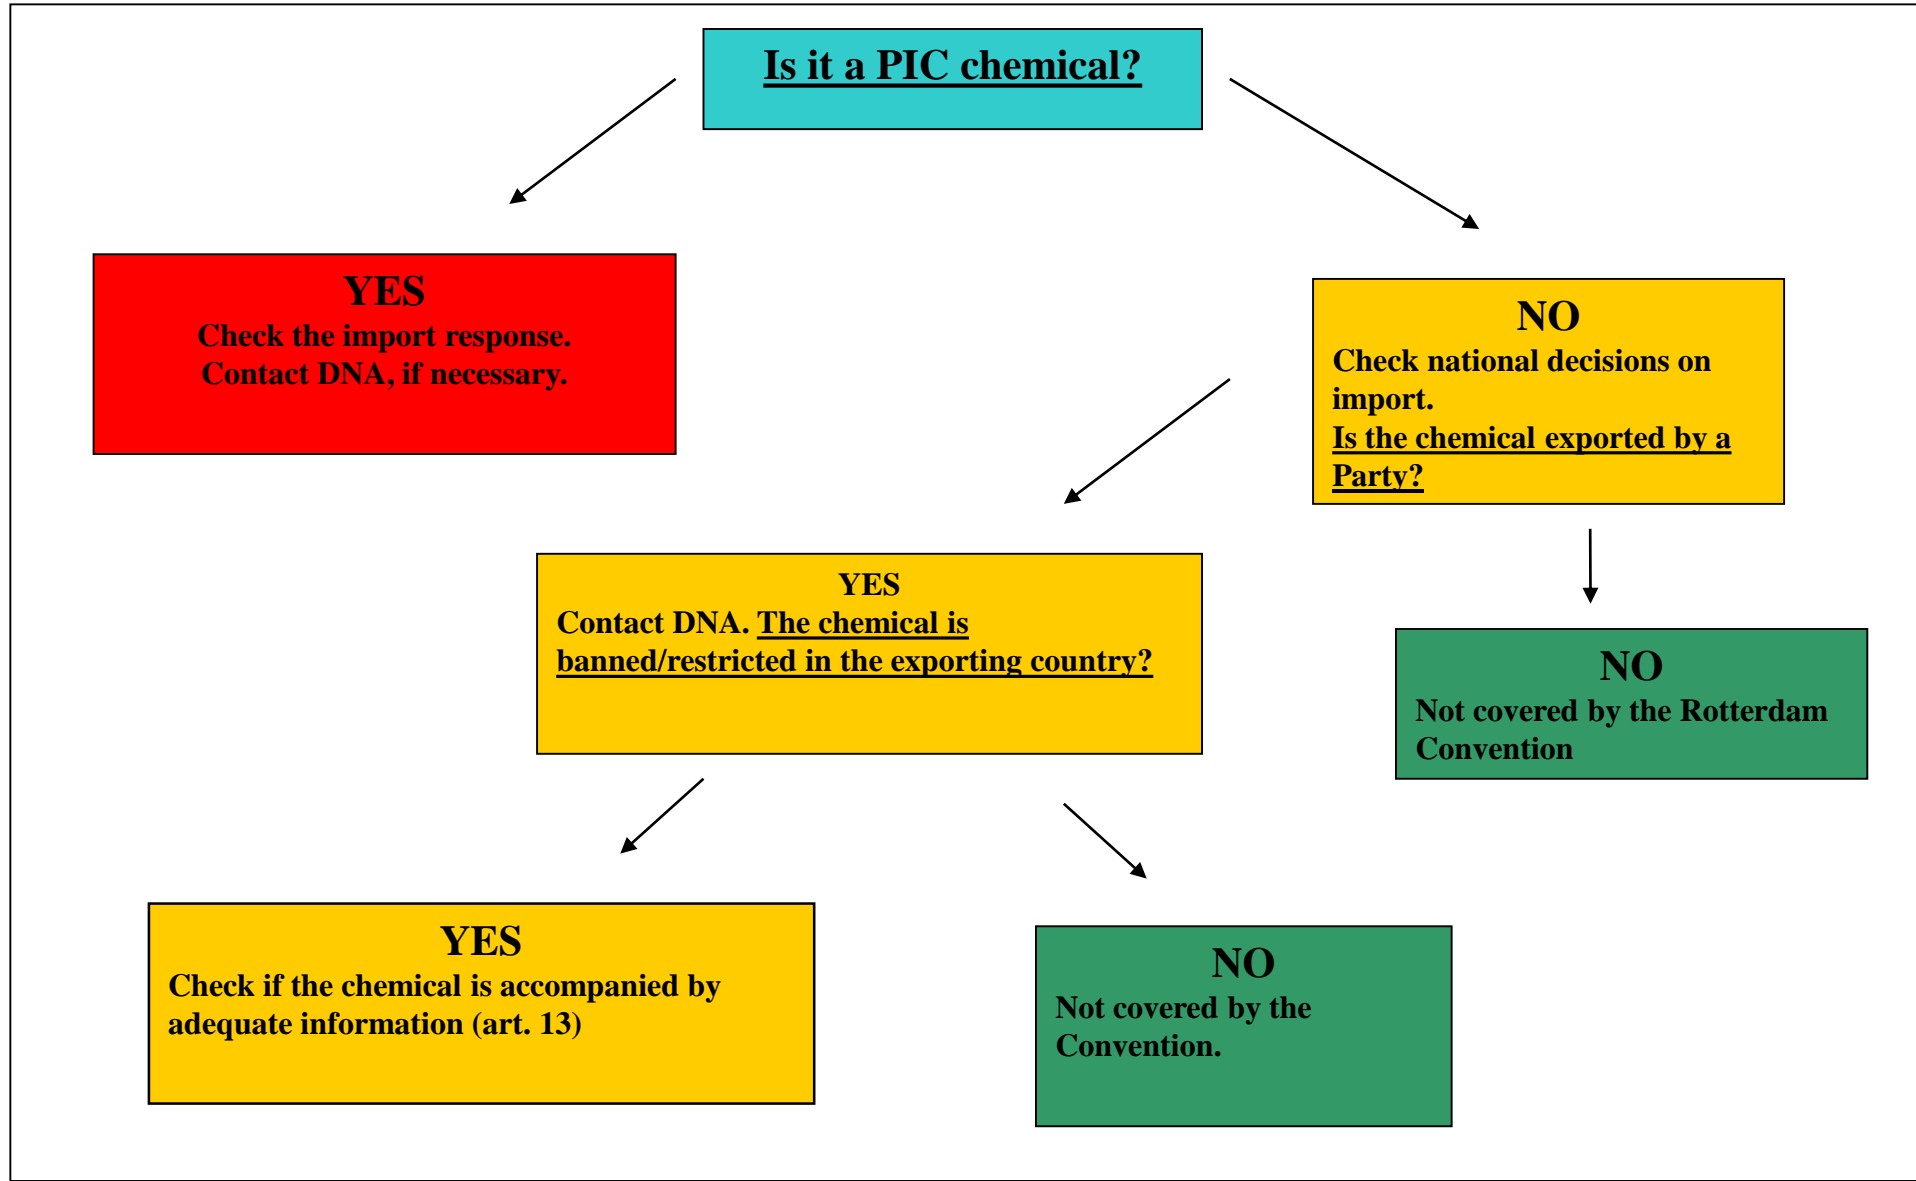 Is it a PIC chemical?
YES
Check the import response.
Contact DNA, if necessary.
NO
Check national decisions on
import.
Is the chemical exported by a
Party?
YES
Contact DNA. The chemical is
banned/restricted in the exporting country?
NO
Not covered by the Rotterdam
Convention
YES
Check if the chemical is accompanied by
adequate information (art. 13)
NO
Not covered by the
Convention.